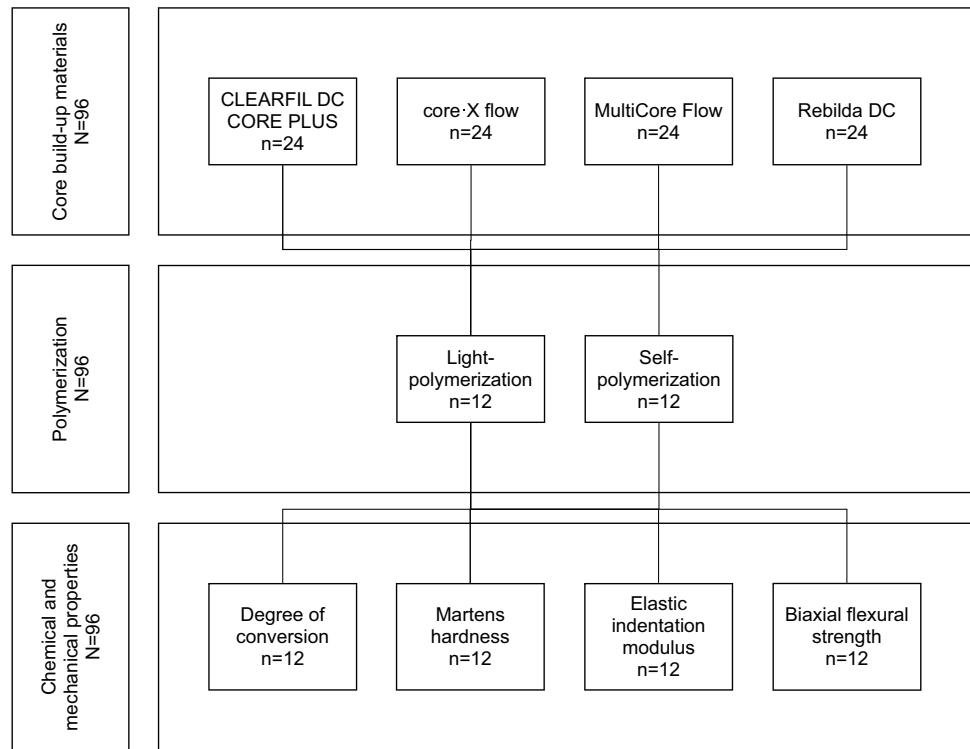 Core build-up materials
N=96
CLEARFIL DC
CORE PLUS
n=24
core·X flow
n=24
MultiCore Flow
n=24
Rebilda DC
n=24
Polymerization
N=96
Light-
polymerization
n=12
Self-
polymerization
n=12
Chemical and
mechanical properties
N=96
Degree of
conversion
n=12
Martens
hardness
n=12
Elastic
indentation
modulus
n=12
Biaxial flexural
strength
n=12